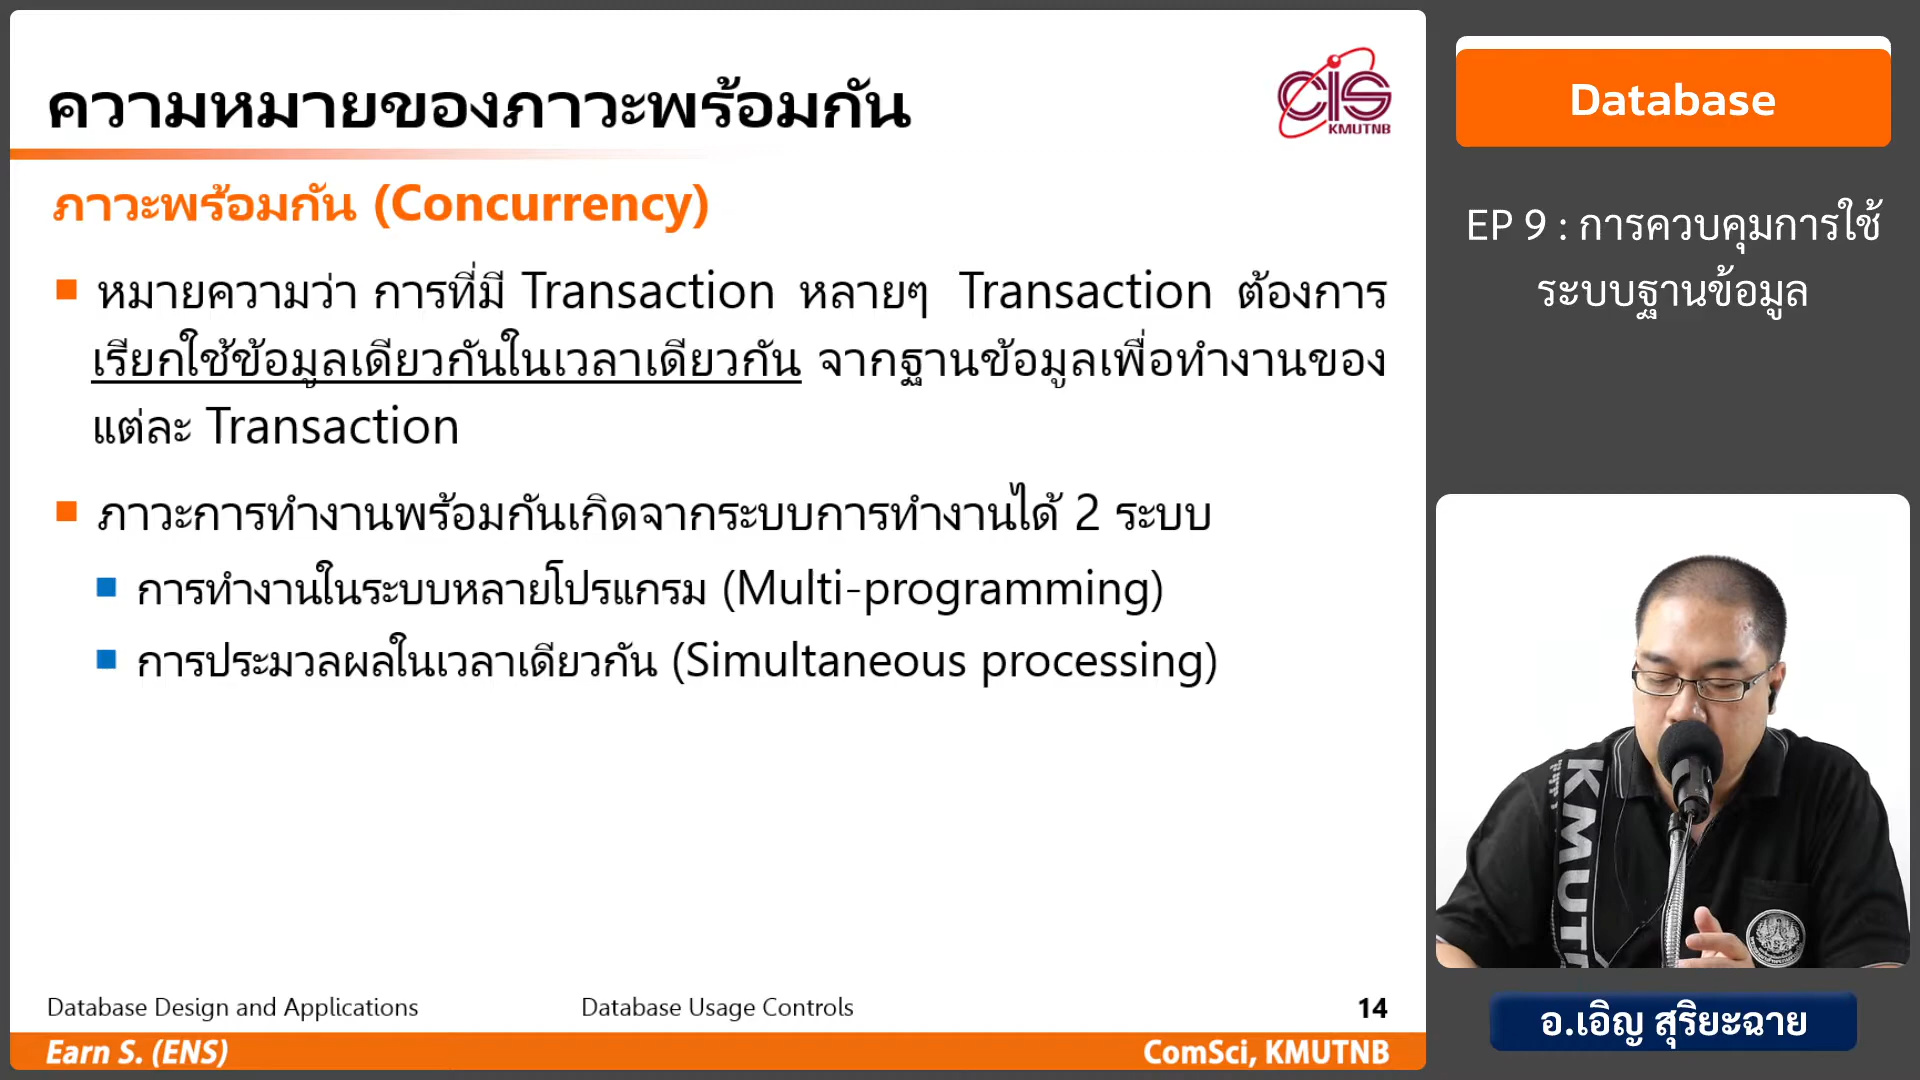 ความหมายของภาวะพร้อมกัน
CIS
KMUTNB
ภาวะพร้อมกัน (Concurrency)
หมายความว่า การที่มี Transaction หลายๆ Transaction ต้องการ
เรียกใช้ข้อมูลเดียวกันในเวลาเดียวกัน จากฐานข้อมูลเพื่อทำงานของ
แต่ละ Transaction
ภาวะการทำงานพร้อมกันเกิดจากระบบการทำงานได้ 2 ระบบ
การทำงานในระบบหลายโปรแกรม (Multi-programming)
การประมวลผลในเวลาเดียวกัน (Simultaneous processing)
Database Design and Applications
Database Usage Controls
14
Earn S. (ENS)
ComSci, KMUTNB
Database
EP 9 : การควบคุมการใช้
ระบบฐานข้อมูล
KMUT
อ.เอิญ สุริยะฉาย